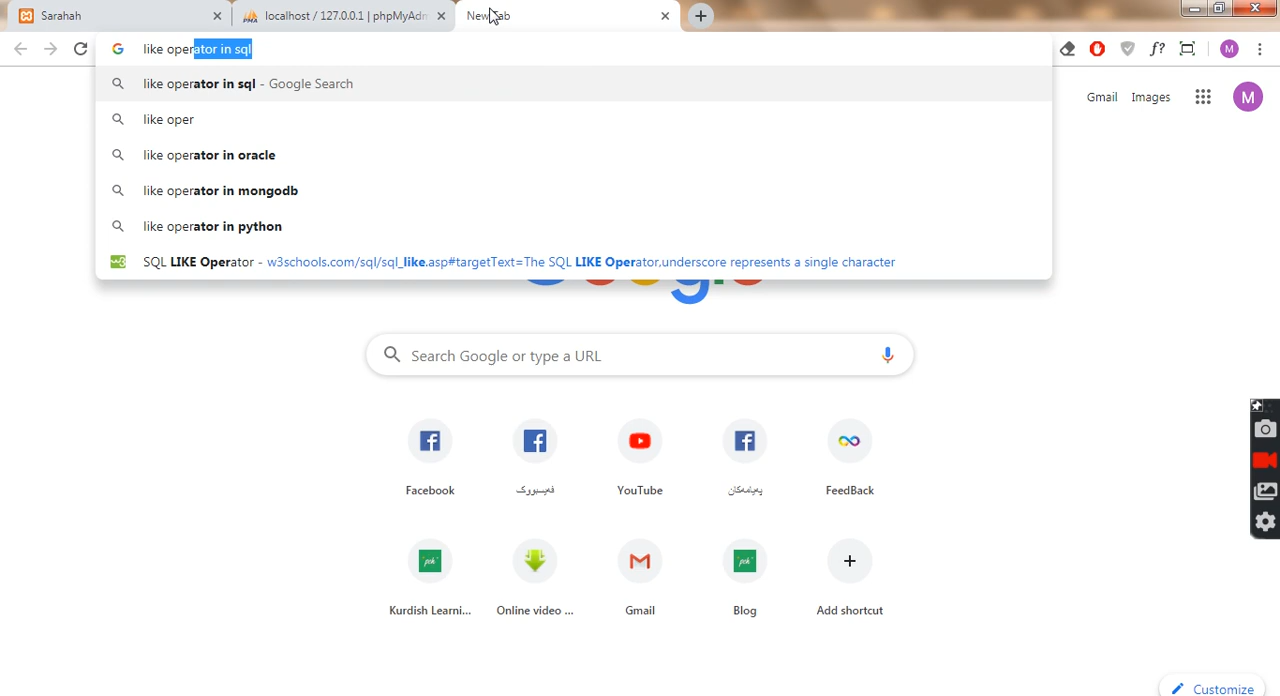 Sarahah
localhost / 127.0.0.1 | phpMyAdm
New Tab
like operator in sql
like operator in sql - Google Search
like oper
like operator in oracle
like operator in mongodb
like operator in python
SQL LIKE Operator - w3schools.com/sql/sql_like.asp#targetText=The SQL LIKE Operator,underscore represents a single character
f?
M
Gmail Images
M
Search Google or type a URL
Facebook
فەیسبووک
YouTube
پەیامەکان
FeedBack
Kurdish Learni...
Online video ...
Gmail
Blog
Add shortcut
Customize